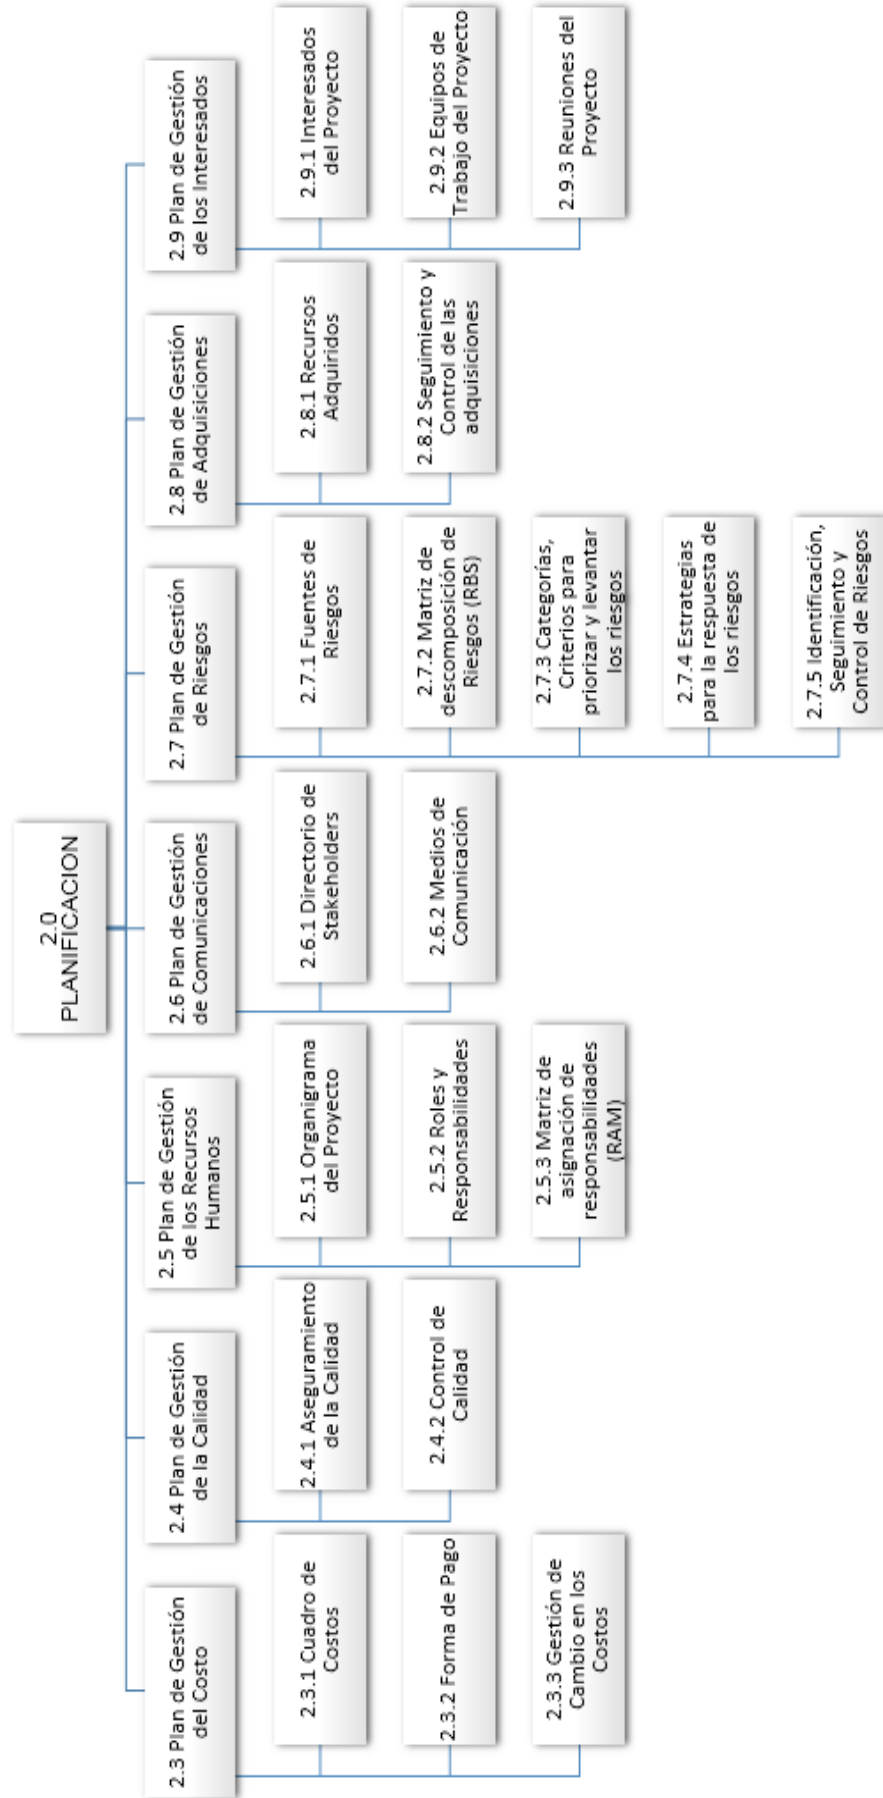 2.0
PLANIFICACION
2.3 Plan de Gestión
del Costo
2.3.1 Cuadro de
Costos
2.3.2 Forma de Pago
2.3.3 Gestión de
Cambio en los
Costos
2.4 Plan de Gestión
de la Calidad
2.4.1 Aseguramiento
de la Calidad
2.4.2 Control de
Calidad
2.5 Plan de Gestión
de los Recursos
Humanos
2.5.1 Organigrama
del Proyecto
2.5.2 Roles y
Responsabilidades
2.5.3 Matriz de
asignación de
responsabilidades
(RAM)
2.6 Plan de Gestión
de Comunicaciones
2.6.1 Directorio de
Stakeholders
2.6.2 Medios de
Comunicación
2.7 Plan de Gestión
de Riesgos
2.7.1 Fuentes de
Riesgos
2.7.2 Matriz de
descomposición de
Riesgos (RBS)
2.7.3 Categorías,
Criterios para
priorizar y levantar
los riesgos
2.7.4 Estrategias
para la respuesta de
los riesgos
2.7.5 Identificación,
Seguimiento y
Control de Riesgos
2.8 Plan de Gestión
de Adquisiciones
2.8.1 Recursos
Adquiridos
2.8.2 Seguimiento y
Control de las
adquisiciones
2.9 Plan de Gestión
de los Interesados
2.9.1 Interesados
del Proyecto
2.9.2 Equipos de
Trabajo del Proyecto
2.9.3 Reuniones del
Proyecto